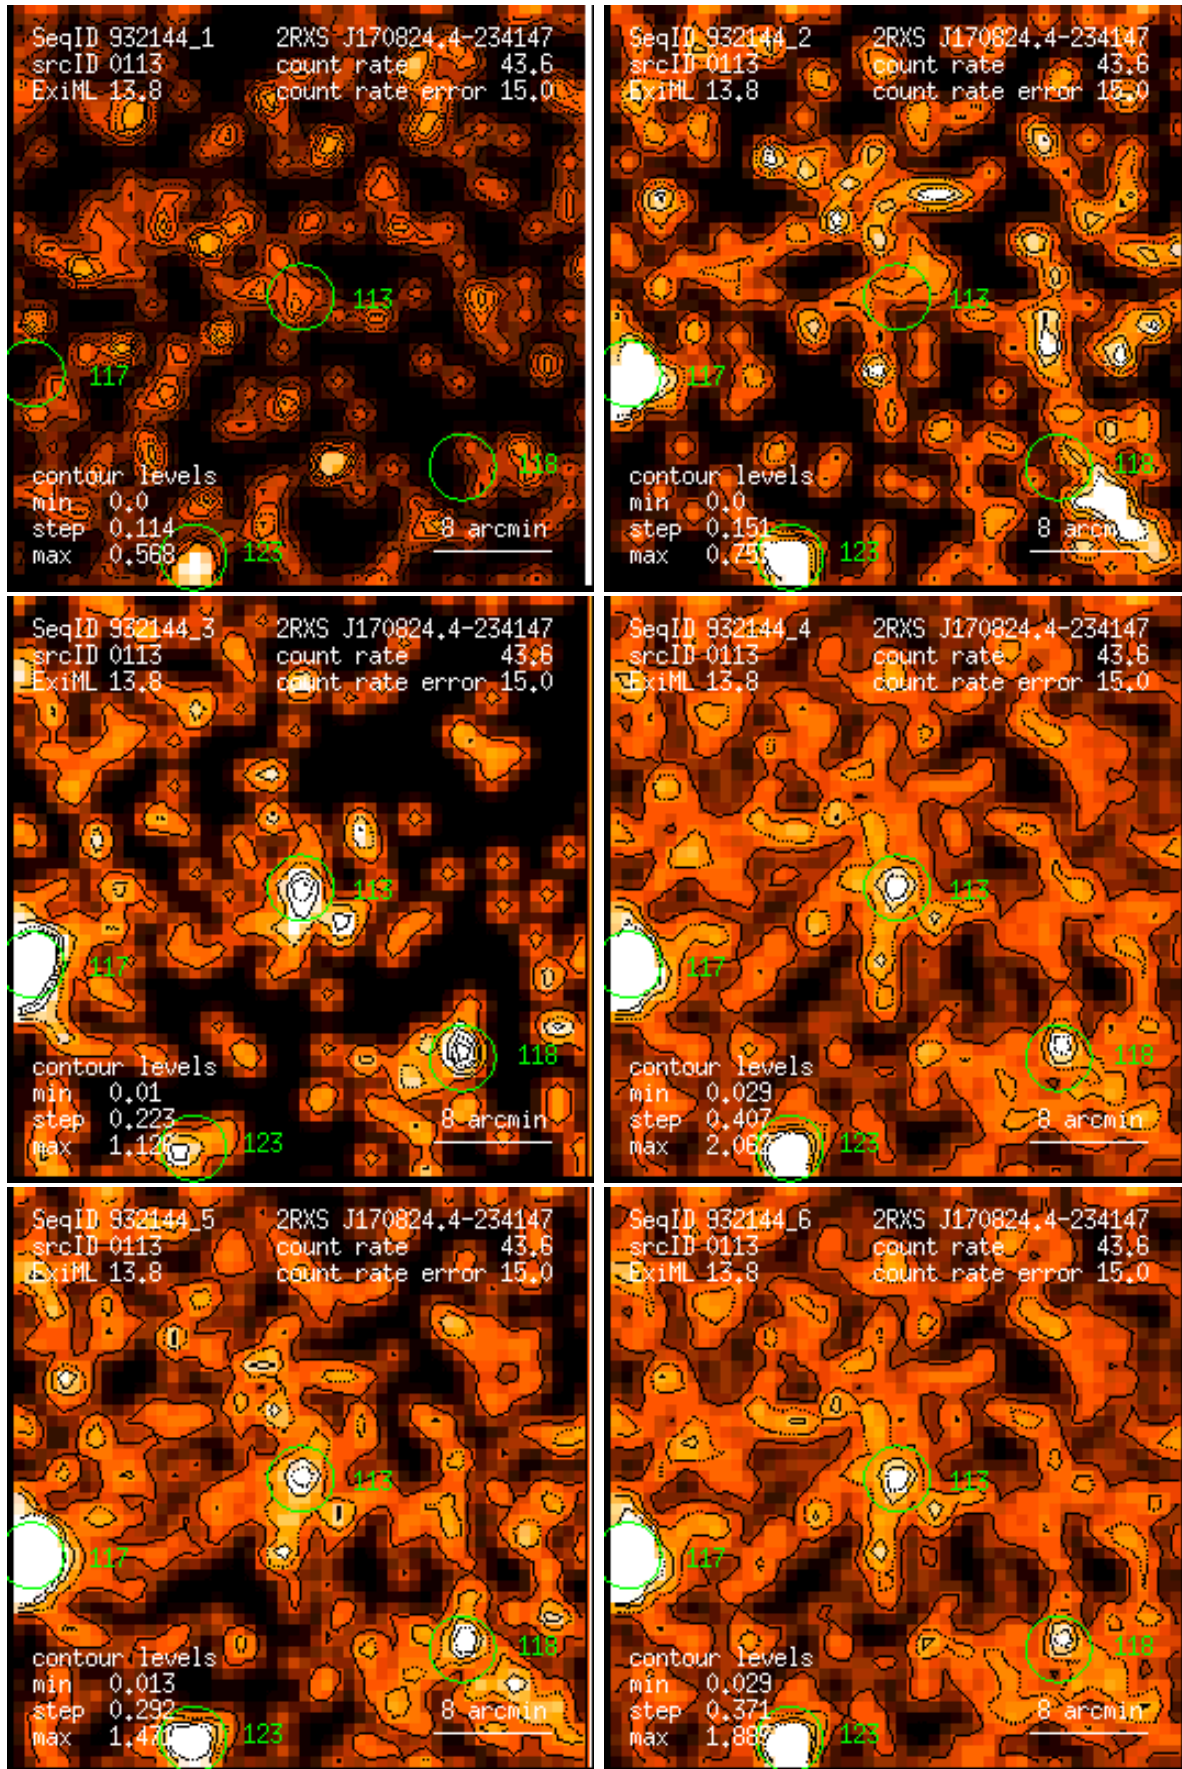 SeqID 932144_1 2RXS J170824.4-234147
srcID 0113 count rate 43.6
ExiML 13.8 count rate error 15.0
113
117
118
contour levels
min 0.0
step 0.114 8 arcmin
max 0.568 123
SeqID 932144_2 2RXS J170824.4-234147
srcID 0113 count rate 43.6
ExiML 13.8 count rate error 15.0
113
117
118
contour levels
min 0.0
step 0.151 8 arcmin
max 123
SeqID 932144_3 2RXS J170824.4-234147
srcID 0113 count rate 43.6
ExiML 13.8 count rate error 15.0
113
117
118
contour levels
min 0.01
step 0.223 8 arcmin
max 123
SeqID 932144_4 2RXS J170824.4-234147
srcID 0113 count rate 43.6
ExiML 13.8 count rate error 15.0
113
117
118
contour levels
min 0.029
step 0.407 8 arcmin
max 123
SeqID 932144_5 2RXS J170824.4-234147
srcID 0113 count rate 43.6
ExiML 13.8 count rate error 15.0
113
117
118
contour levels
min 0.013
step 0.292 8 arcmin
max 123
SeqID 932144_6 2RXS J170824.4-234147
srcID 0113 count rate 43.6
ExiML 13.8 count rate error 15.0
113
117
118
contour levels
min 0.029
step 0.371 8 arcmin
max 123